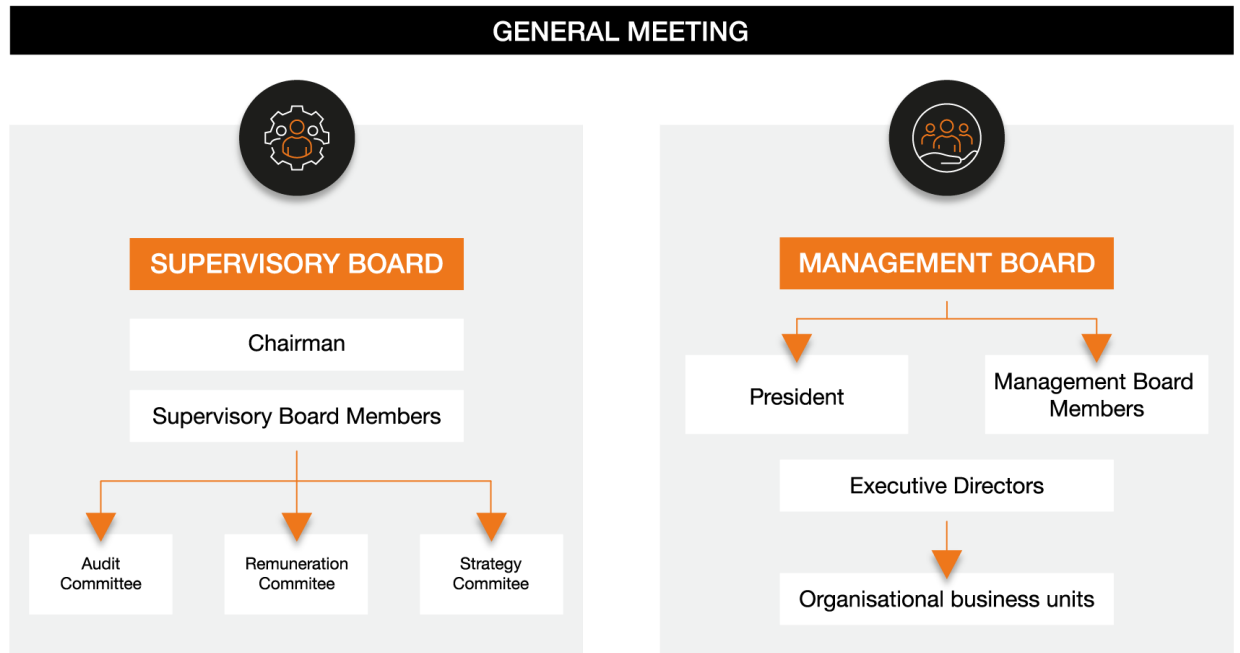 GENERAL MEETING
SUPERVISORY BOARD
Chairman
Supervisory Board Members
Audit
Committee
Remuneration
Commitee
Strategy
Commitee
MANAGEMENT BOARD
President
Management Board
Members
Executive Directors
Organisational business units